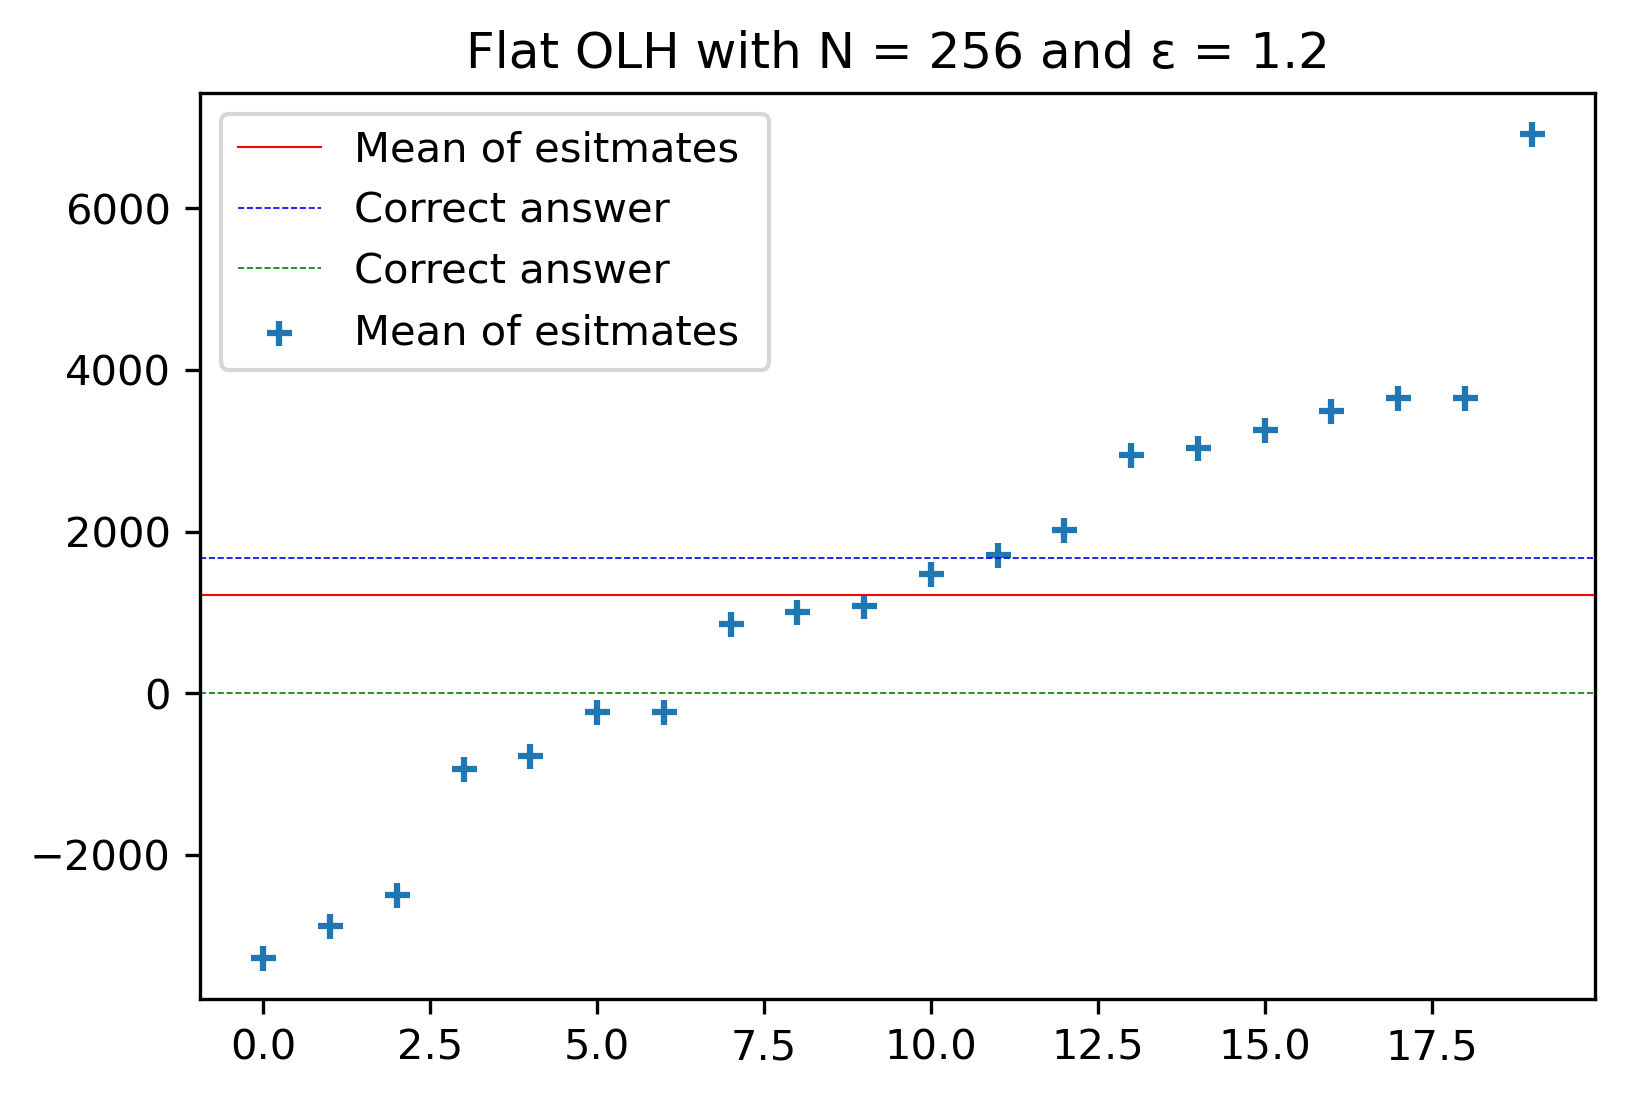 Flat OLH with N = 256 and ε = 1.2
Mean of esitmates
Correct answer
Correct answer
Mean of esitmates
6000
4000
2000
0
−2000
0.0 2.5 5.0 7.5 10.0 12.5 15.0 17.5